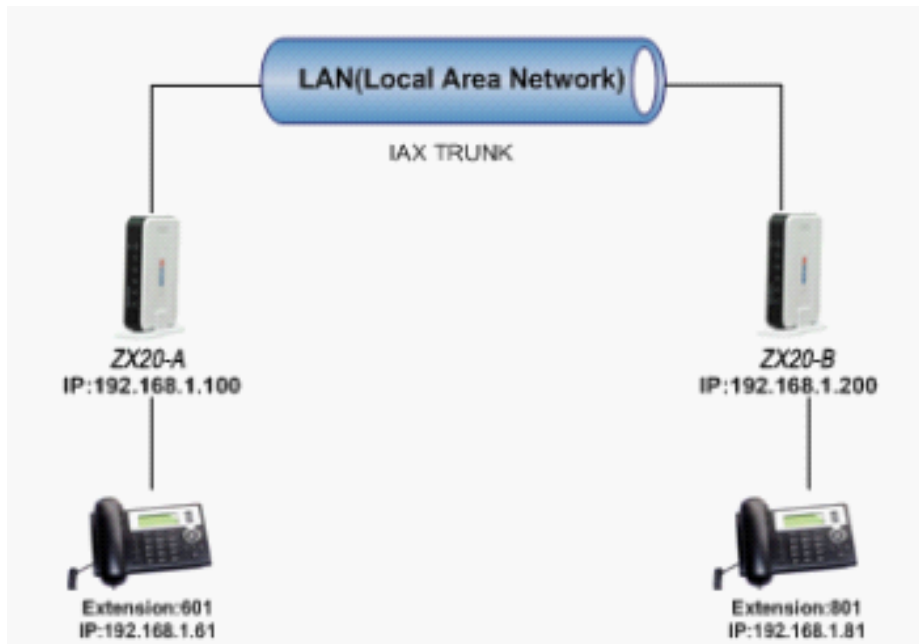 LAN(Local Area Network)
IAX TRUNK
ZX20-A
IP:192.168.1.100
ZX20-B
IP:192.168.1.200
Extension:601
IP:192.168.1.61
Extension:801
IP:192.168.1.81